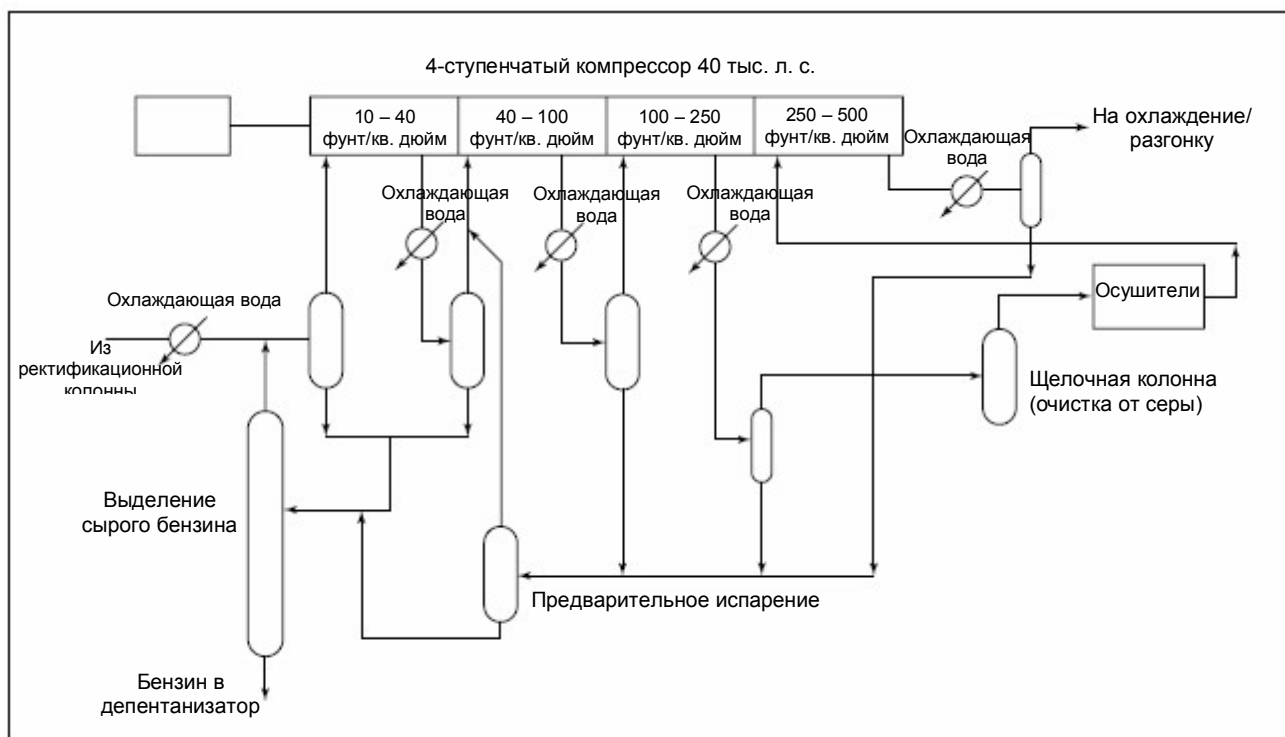 4-ступенчатый компрессор 40 тыс. л. с.
10 – 40
фунт/кв. дюйм
40 – 100
фунт/кв. дюйм
100 – 250
фунт/кв. дюйм
250 – 500
фунт/кв. дюйм
Охлаждающая
вода
На охлаждение/
разгонку
Охлаждающая
вода
Охлаждающая
вода
Охлаждающая
вода
Охлаждающая вода
Из
ректификационной
колонны
Осушители
Щелочная колонна
(очистка от серы)
Выделение
сырого бензина
Предварительное испарение
Бензин в
депентанизатор